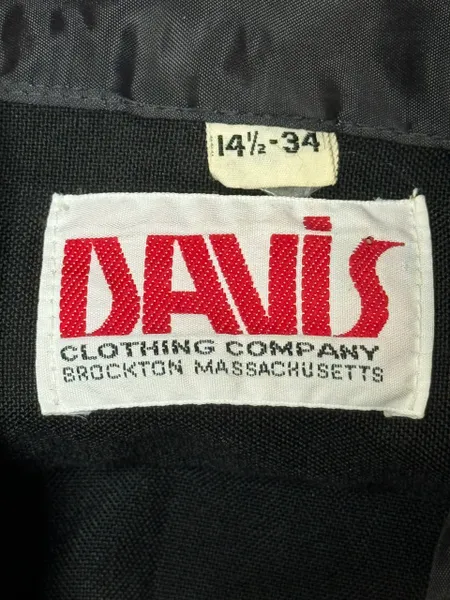 14½-34
DAViS
CLOTHING COMPANY
BROCKTON MASSACHUSETTS